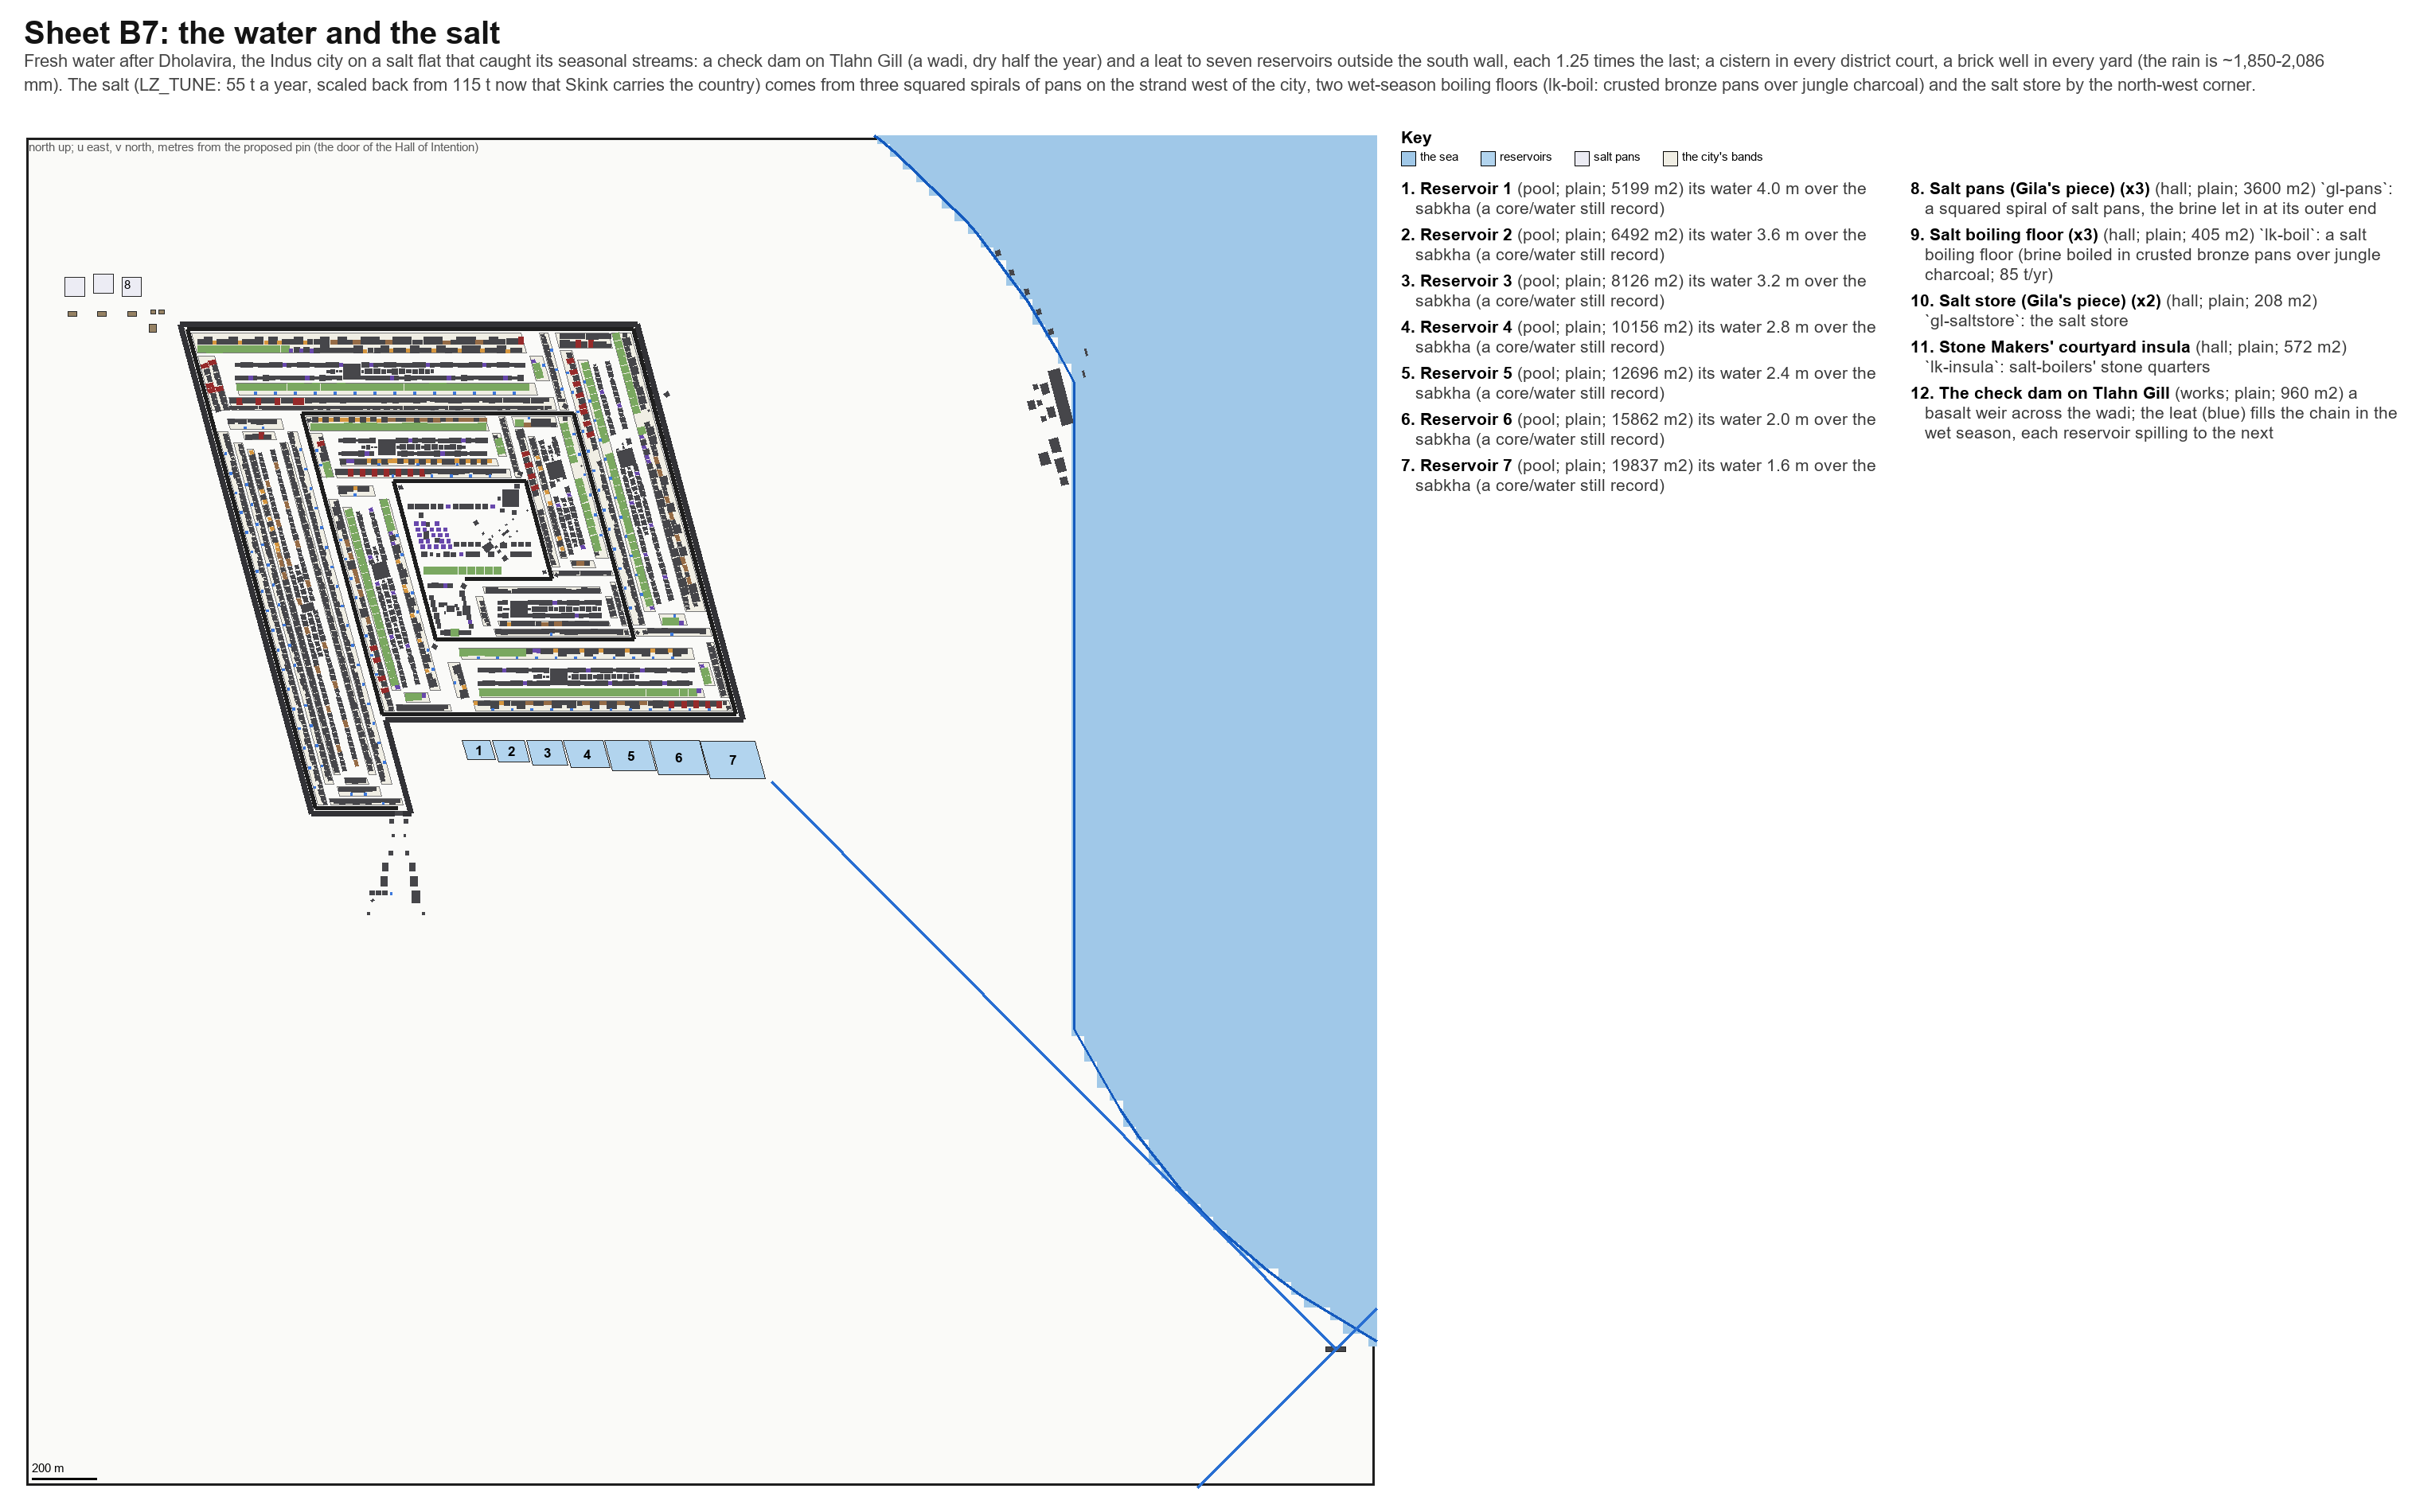 Sheet B7: the water and the salt
Fresh water after Dholavira, the Indus city on a salt flat that caught its seasonal streams: a check dam on Tlahn Gill (a wadi, dry half the year) and a leat to seven reservoirs outside the south wall, each 1.25 times the last; a cistern in every district court, a brick well in every yard (the rain is ~1,850-2,086
mm). The salt (LZ_TUNE: 55 t a year, scaled back from 115 t now that Skink carries the country) comes from three squared spirals of pans on the strand west of the city, two wet-season boiling floors (lk-boil: crusted bronze pans over jungle charcoal) and the salt store by the north-west corner.
north up; u east, v north, metres from the proposed pin (the door of the Hall of Intention)
8
1
2
3
4
5
6
7
200 m
Key
the sea
reservoirs
salt pans
the city's bands
1. Reservoir 1 (pool; plain; 5199 m2) its water 4.0 m over the
sabkha (a core/water still record)
2. Reservoir 2 (pool; plain; 6492 m2) its water 3.6 m over the
sabkha (a core/water still record)
3. Reservoir 3 (pool; plain; 8126 m2) its water 3.2 m over the
sabkha (a core/water still record)
4. Reservoir 4 (pool; plain; 10156 m2) its water 2.8 m over the
sabkha (a core/water still record)
5. Reservoir 5 (pool; plain; 12696 m2) its water 2.4 m over the
sabkha (a core/water still record)
6. Reservoir 6 (pool; plain; 15862 m2) its water 2.0 m over the
sabkha (a core/water still record)
7. Reservoir 7 (pool; plain; 19837 m2) its water 1.6 m over the
sabkha (a core/water still record)
8. Salt pans (Gila's piece) (x3) (hall; plain; 3600 m2) `gl-pans`:
a squared spiral of salt pans, the brine let in at its outer end
9. Salt boiling floor (x3) (hall; plain; 405 m2) `lk-boil`: a salt
boiling floor (brine boiled in crusted bronze pans over jungle
charcoal; 85 t/yr)
10. Salt store (Gila's piece) (x2) (hall; plain; 208 m2)
`gl-saltstore`: the salt store
11. Stone Makers' courtyard insula (hall; plain; 572 m2)
`lk-insula`: salt-boilers' stone quarters
12. The check dam on Tlahn Gill (works; plain; 960 m2) a
basalt weir across the wadi; the leat (blue) fills the chain in the
wet season, each reservoir spilling to the next